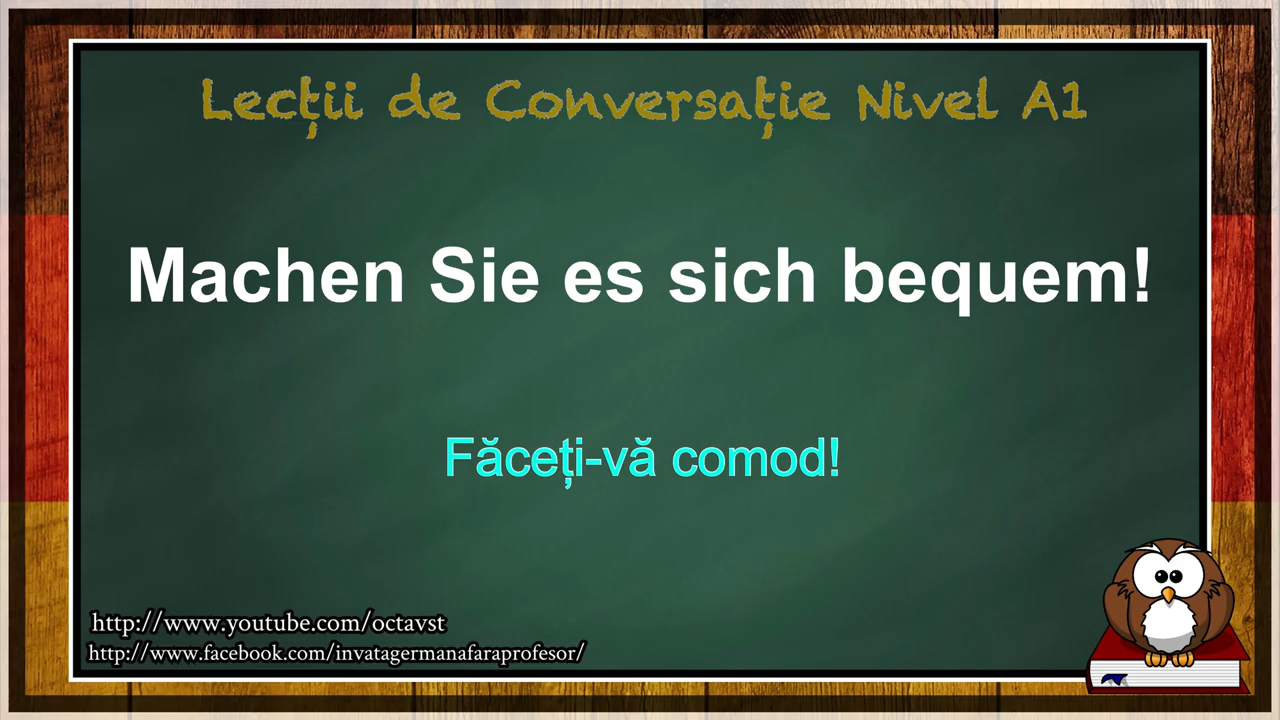 Lecții de Conversație Nivel A1
Machen Sie es sich bequem!
Făceți-vă comod!
http://www.youtube.com/octavst
http://www.facebook.com/invatagermanafaraprofesor/